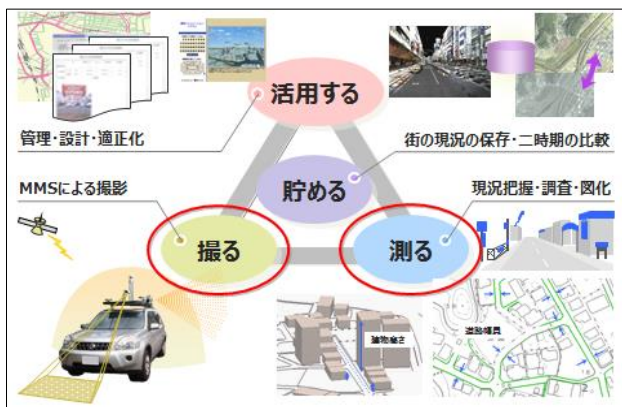 活用する
管理・設計・適正化
街の現況の保存・二時期の比較
貯める
MMSによる撮影
現況把握・調査・図化
撮る
測る
建物高さ
道路幅員